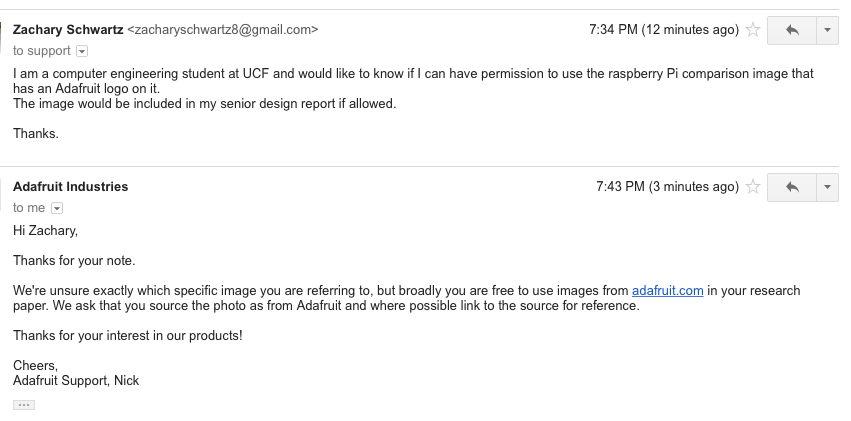 Zachary Schwartz <zacharyschwartz8@gmail.com> 7:34 PM (12 minutes ago)
to support
I am a computer engineering student at UCF and would like to know if I can have permission to use the raspberry Pi comparison image that
has an Adafruit logo on it.
The image would be included in my senior design report if allowed.
Thanks.
Adafruit Industries 7:43 PM (3 minutes ago)
to me
Hi Zachary,
Thanks for your note.
We're unsure exactly which specific image you are referring to, but broadly you are free to use images from adafruit.com in your research
paper. We ask that you source the photo as from Adafruit and where possible link to the source for reference.
Thanks for your interest in our products!
Cheers,
Adafruit Support, Nick